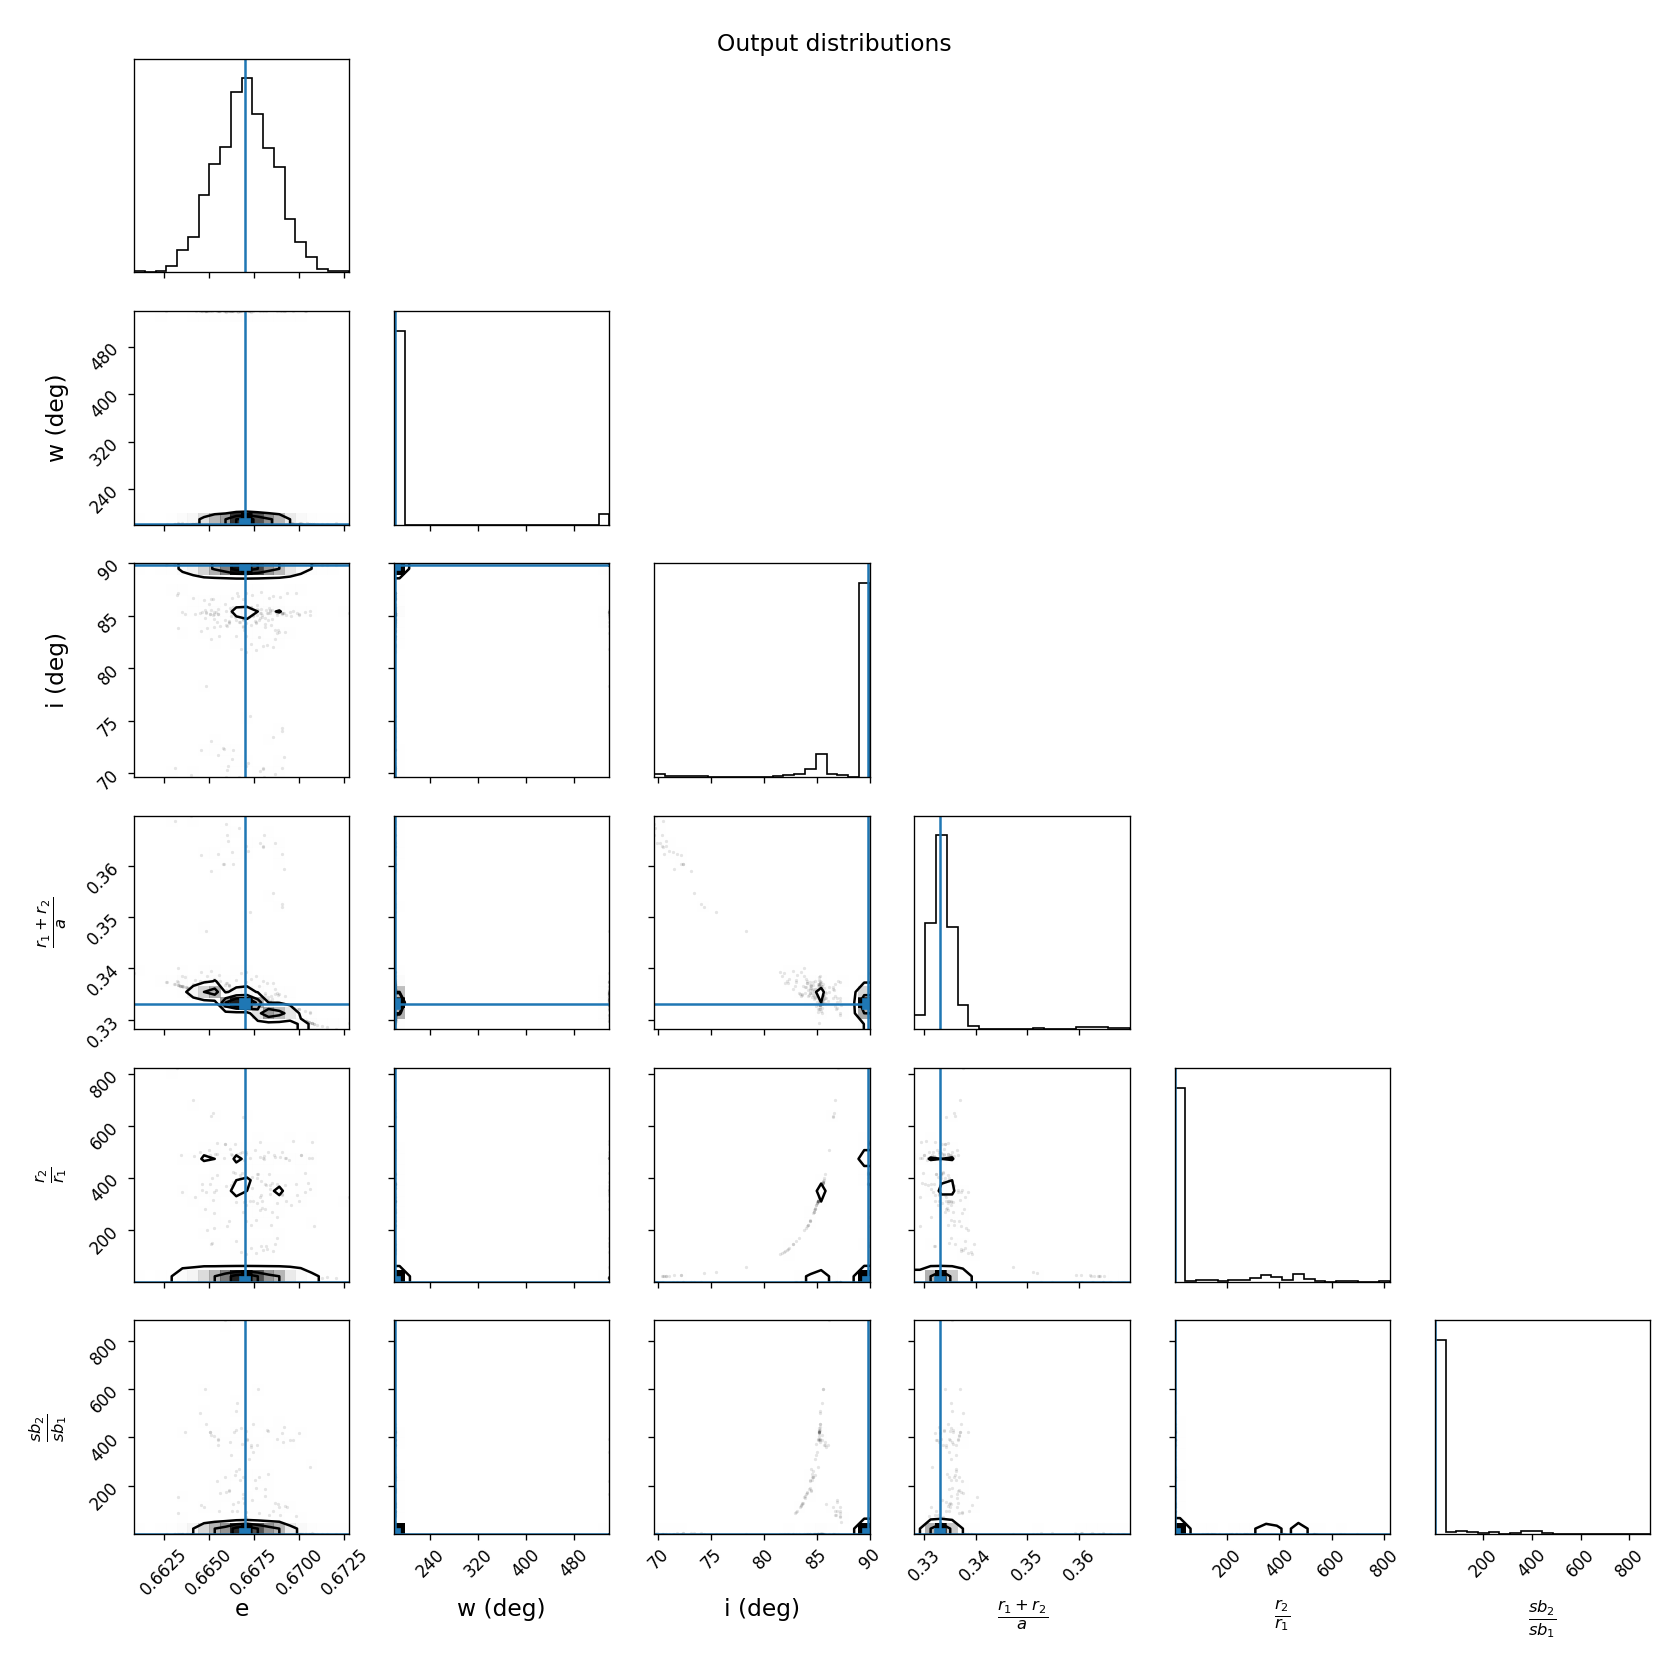 Output distributions
w (deg)
480
400
320
240
i (deg)
90
85
80
75
70
r₁ + r₂
a
0.36
0.35
0.34
0.33
r₂
r₁
800
600
400
200
sb₂
sb₁
800
600
400
200
0.6625 0.6650 0.6675 0.6700 0.6725
240 320 400 480
70 75 80 85 90
0.33 0.34 0.35 0.36
200 400 600 800
200 400 600 800
e
w (deg)
i (deg)
r₁ + r₂
a
r₂
r₁
sb₂
sb₁